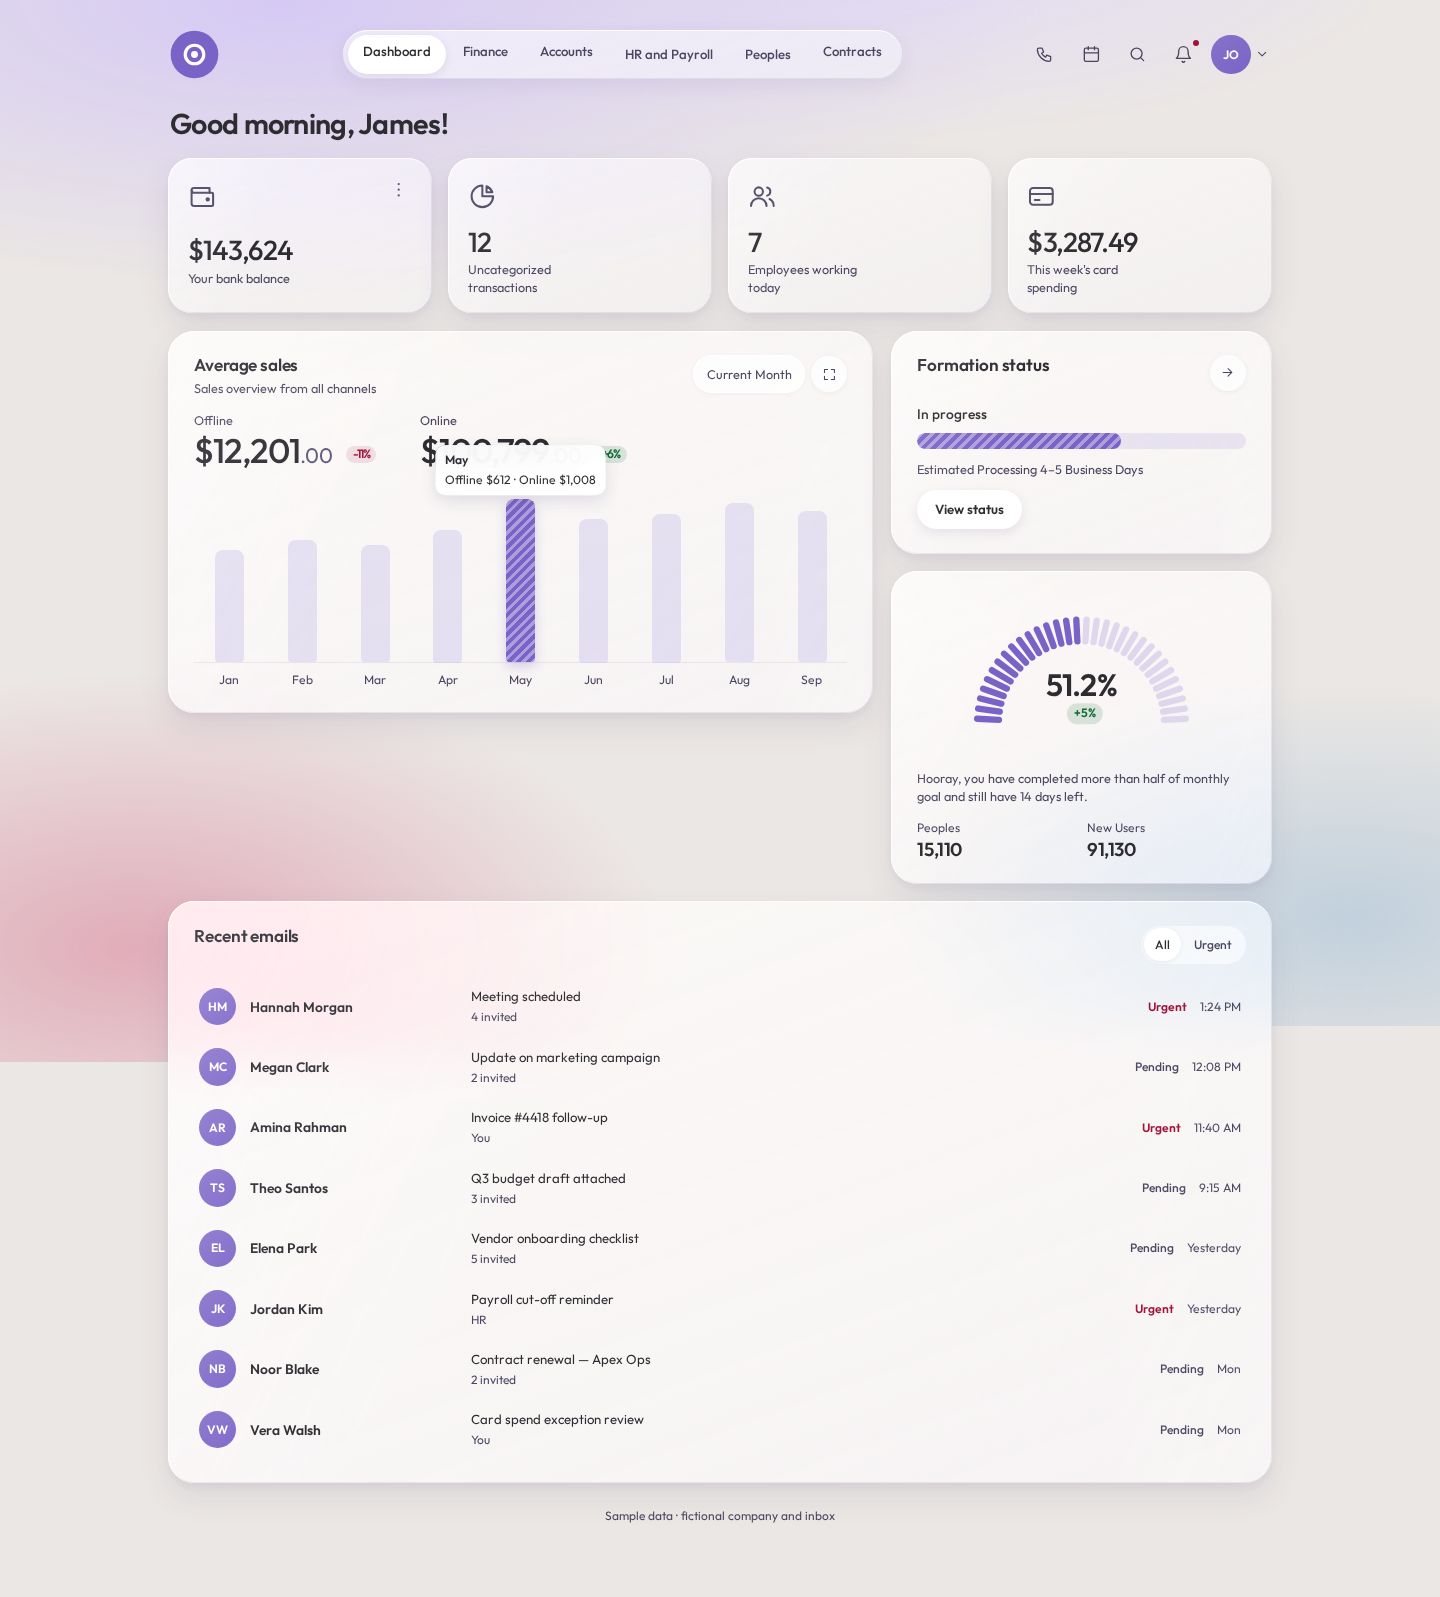 Dashboard
Finance
Accounts
HR and Payroll
Peoples
Contracts
JO
Good morning, James!
$143,624
Your bank balance
12
Uncategorized
transactions
7
Employees working
today
$3,287.49
This week's card
spending
Average sales
Sales overview from all channels
Current Month
Offline
$12,201.00
-11%
Online
$100,799.00
+6%
May
Offline $612 · Online $1,008
Jan
Feb
Mar
Apr
May
Jun
Jul
Aug
Sep
Formation status
In progress
Estimated Processing 4–5 Business Days
View status
51.2%
+5%
Hooray, you have completed more than half of monthly
goal and still have 14 days left.
Peoples
15,110
New Users
91,130
Recent emails
All
Urgent
HM
Hannah Morgan
Meeting scheduled
4 invited
Urgent
1:24 PM
MC
Megan Clark
Update on marketing campaign
2 invited
Pending
12:08 PM
AR
Amina Rahman
Invoice #4418 follow-up
You
Urgent
11:40 AM
TS
Theo Santos
Q3 budget draft attached
3 invited
Pending
9:15 AM
EL
Elena Park
Vendor onboarding checklist
5 invited
Pending
Yesterday
JK
Jordan Kim
Payroll cut-off reminder
HR
Urgent
Yesterday
NB
Noor Blake
Contract renewal — Apex Ops
2 invited
Pending
Mon
VW
Vera Walsh
Card spend exception review
You
Pending
Mon
Sample data · fictional company and inbox